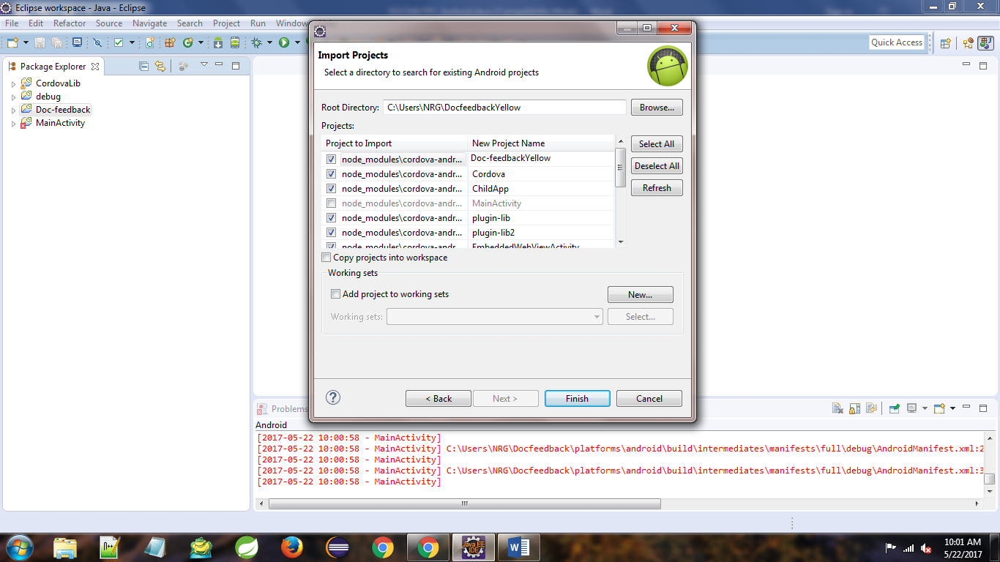 Eclipse workspace - Java - Eclipse
File Edit Refactor Source Navigate Search Project Run Window
Quick Access
Package Explorer
CordovaLib
debug
Doc-feedback
MainActivity
Import Projects
Select a directory to search for existing Android projects
Root Directory: C:\Users\NRG\DocfeedbackYellow Browse...
Projects:
Project to Import New Project Name
node_modules\cordova-andr... Doc-feedbackYellow
node_modules\cordova-andr... Cordova
node_modules\cordova-andr... ChildApp
node_modules\cordova-andr... MainActivity
node_modules\cordova-andr... plugin-lib
node_modules\cordova-andr... plugin-lib2
node_modules\cordova-andr... EmbeddedWebViewActivity
Select All
Deselect All
Refresh
Copy projects into workspace
Working sets
Add project to working sets New...
Working sets: Select...
< Back Next > Finish Cancel
Problems
Android
[2017-05-22 10:00:58 - MainActivity]
[2017-05-22 10:00:58 - MainActivity] C:\Users\NRG\Docfeedback\platforms\android\build\intermediates\manifests\full\debug\AndroidManifest.xml:2
[2017-05-22 10:00:58 - MainActivity]
[2017-05-22 10:00:58 - MainActivity] C:\Users\NRG\Docfeedback\platforms\android\build\intermediates\manifests\full\debug\AndroidManifest.xml:3
[2017-05-22 10:00:58 - MainActivity]
Java EE
IDE
10:01 AM
5/22/2017